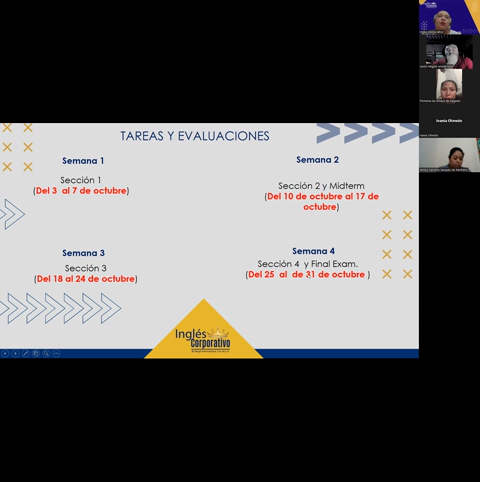 TAREAS Y EVALUACIONES
Semana 1
Sección 1
(Del 3 al 7 de octubre)
Semana 2
Sección 2 y Midterm
(Del 10 de octubre al 17 de
octubre)
Semana 3
Sección 3
(Del 18 al 24 de octubre)
Semana 4
Sección 4 y Final Exam.
(Del 25 al de 31 de octubre )
Inglés
Corporativo
Ivania Olmedo